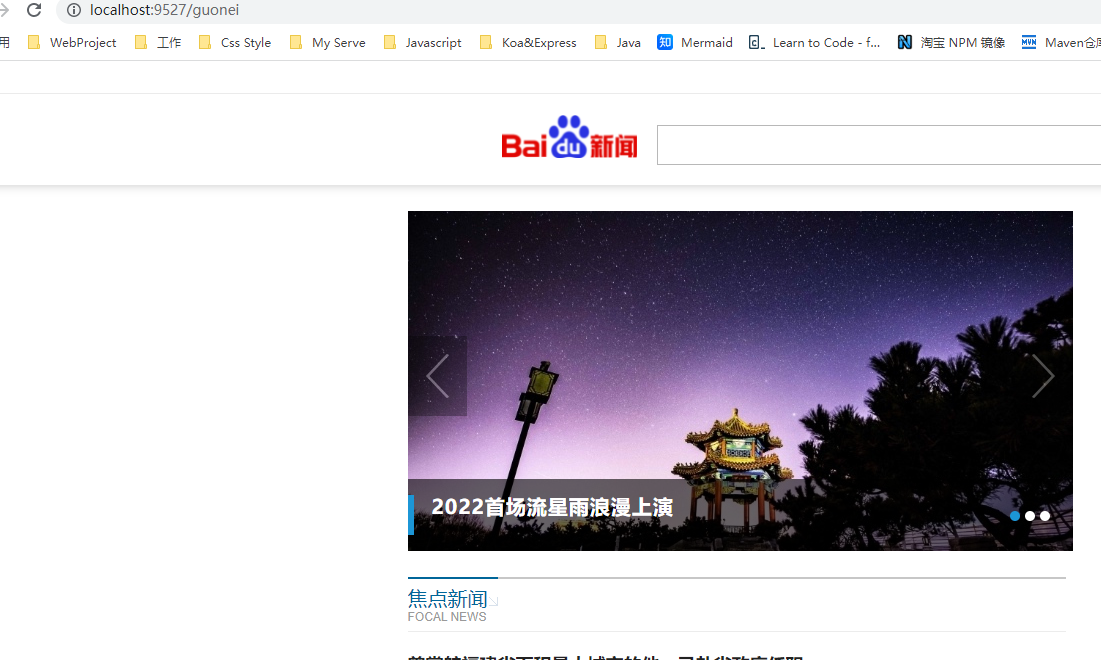 localhost:9527/guonei
用 WebProject 工作 Css Style My Serve Javascript Koa&Express Java 知 Mermaid Learn to Code - f... N 淘宝 NPM 镜像 MVN Maven仓
Bai du 新闻
2022首场流星雨浪漫上演
焦点新闻
FOCAL NEWS